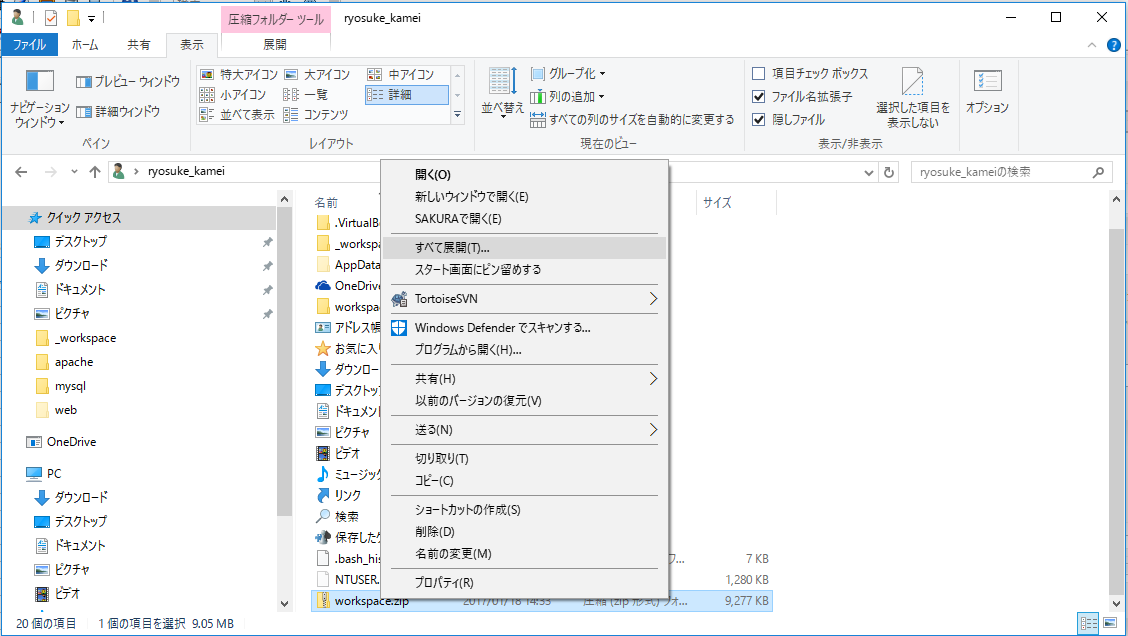 圧縮フォルダー ツール
ryosuke_kamei
ファイル
ホーム
共有
表示
展開
ナビゲーション
ウィンドウ
プレビュー ウィンドウ
詳細ウィンドウ
ペイン
特大アイコン
大アイコン
中アイコン
小アイコン
一覧
詳細
並べて表示
コンテンツ
レイアウト
並べ替え
グループ化
列の追加
すべての列のサイズを自動的に変更する
現在のビュー
項目チェック ボックス
ファイル名拡張子
隠しファイル
選択した項目を
表示しない
表示/非表示
オプション
ryosuke_kamei
ryosuke_kameiの検索
クイック アクセス
デスクトップ
ダウンロード
ドキュメント
ピクチャ
_workspace
apache
mysql
web
OneDrive
PC
ダウンロード
デスクトップ
ドキュメント
ピクチャ
ビデオ
名前
サイズ
.VirtualB
_workspa
AppData
OneDrive
workspa
アドレス帳
お気に入り
ダウンロー
デスクトップ
ドキュメント
ピクチャ
ビデオ
ミュージック
リンク
検索
保存したゲ
.bash_his
7 KB
NTUSER.
1,280 KB
workspace.zip
2017/01/18 14:33
圧縮 (zip 形式) フォ...
9,277 KB
開く(O)
新しいウィンドウで開く(E)
SAKURAで開く(E)
すべて展開(T)...
スタート画面にピン留めする
TortoiseSVN
Windows Defender でスキャンする...
プログラムから開く(H)...
共有(H)
以前のバージョンの復元(V)
送る(N)
切り取り(T)
コピー(C)
ショートカットの作成(S)
削除(D)
名前の変更(M)
プロパティ(R)
20 個の項目
1 個の項目を選択 9.05 MB